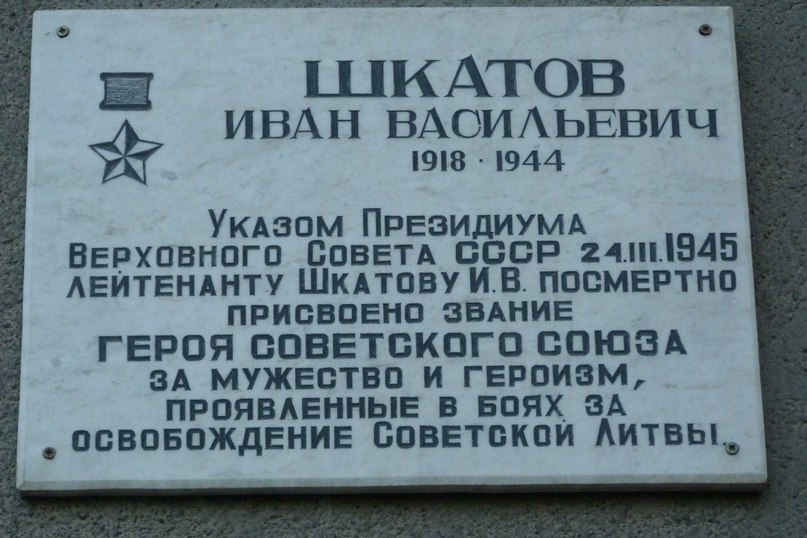 ШКАТОВ
ИВАН ВАСИЛЬЕВИЧ
1918 · 1944
Указом Президиума
Верховного Совета СССР 24.III.1945
лейтенанту Шкатову И.В. посмертно
присвоено звание
ГЕРОЯ СОВЕТСКОГО СОЮЗА
за мужество и героизм,
проявленные в боях за
освобождение Советской Литвы.